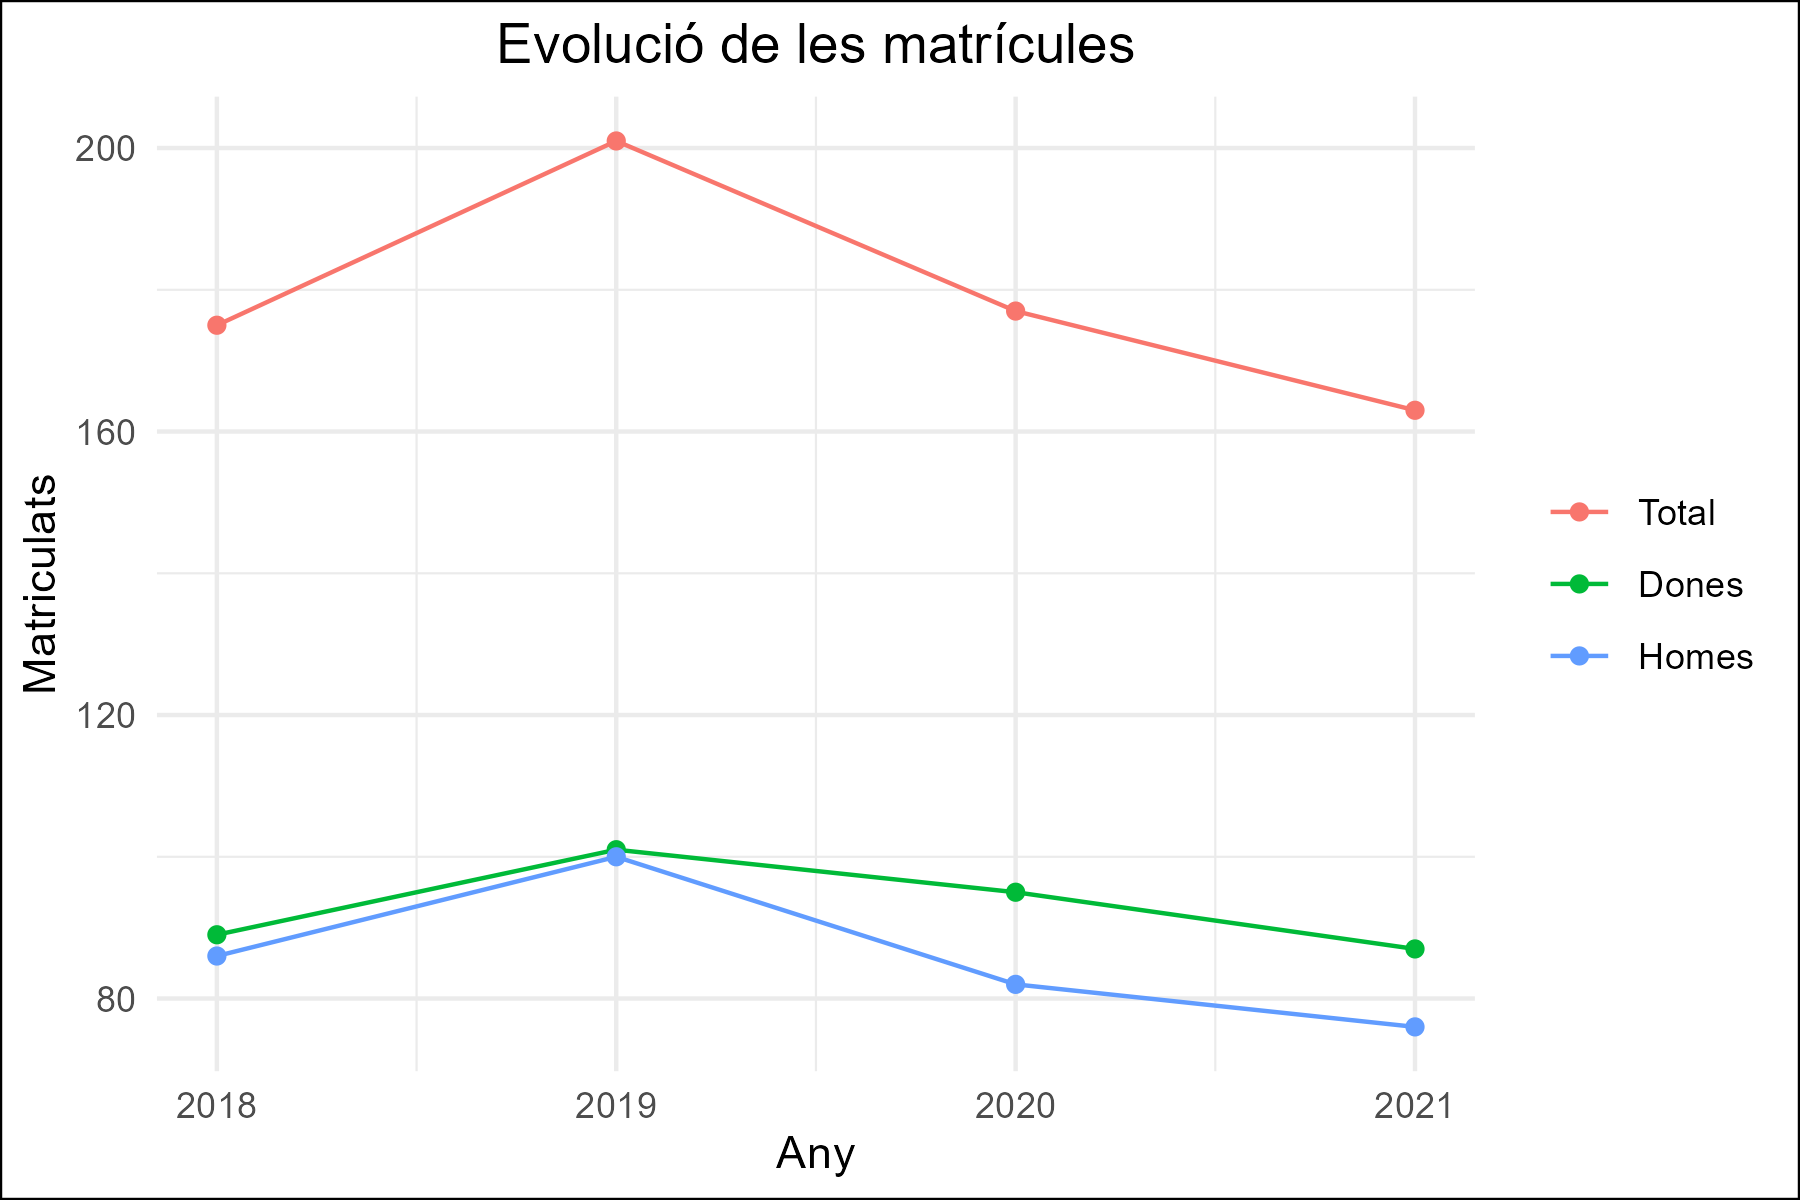 Evolució de les matrícules
200
160
120
80
Matriculats
2018 2019 2020 2021
Any
Total
Dones
Homes